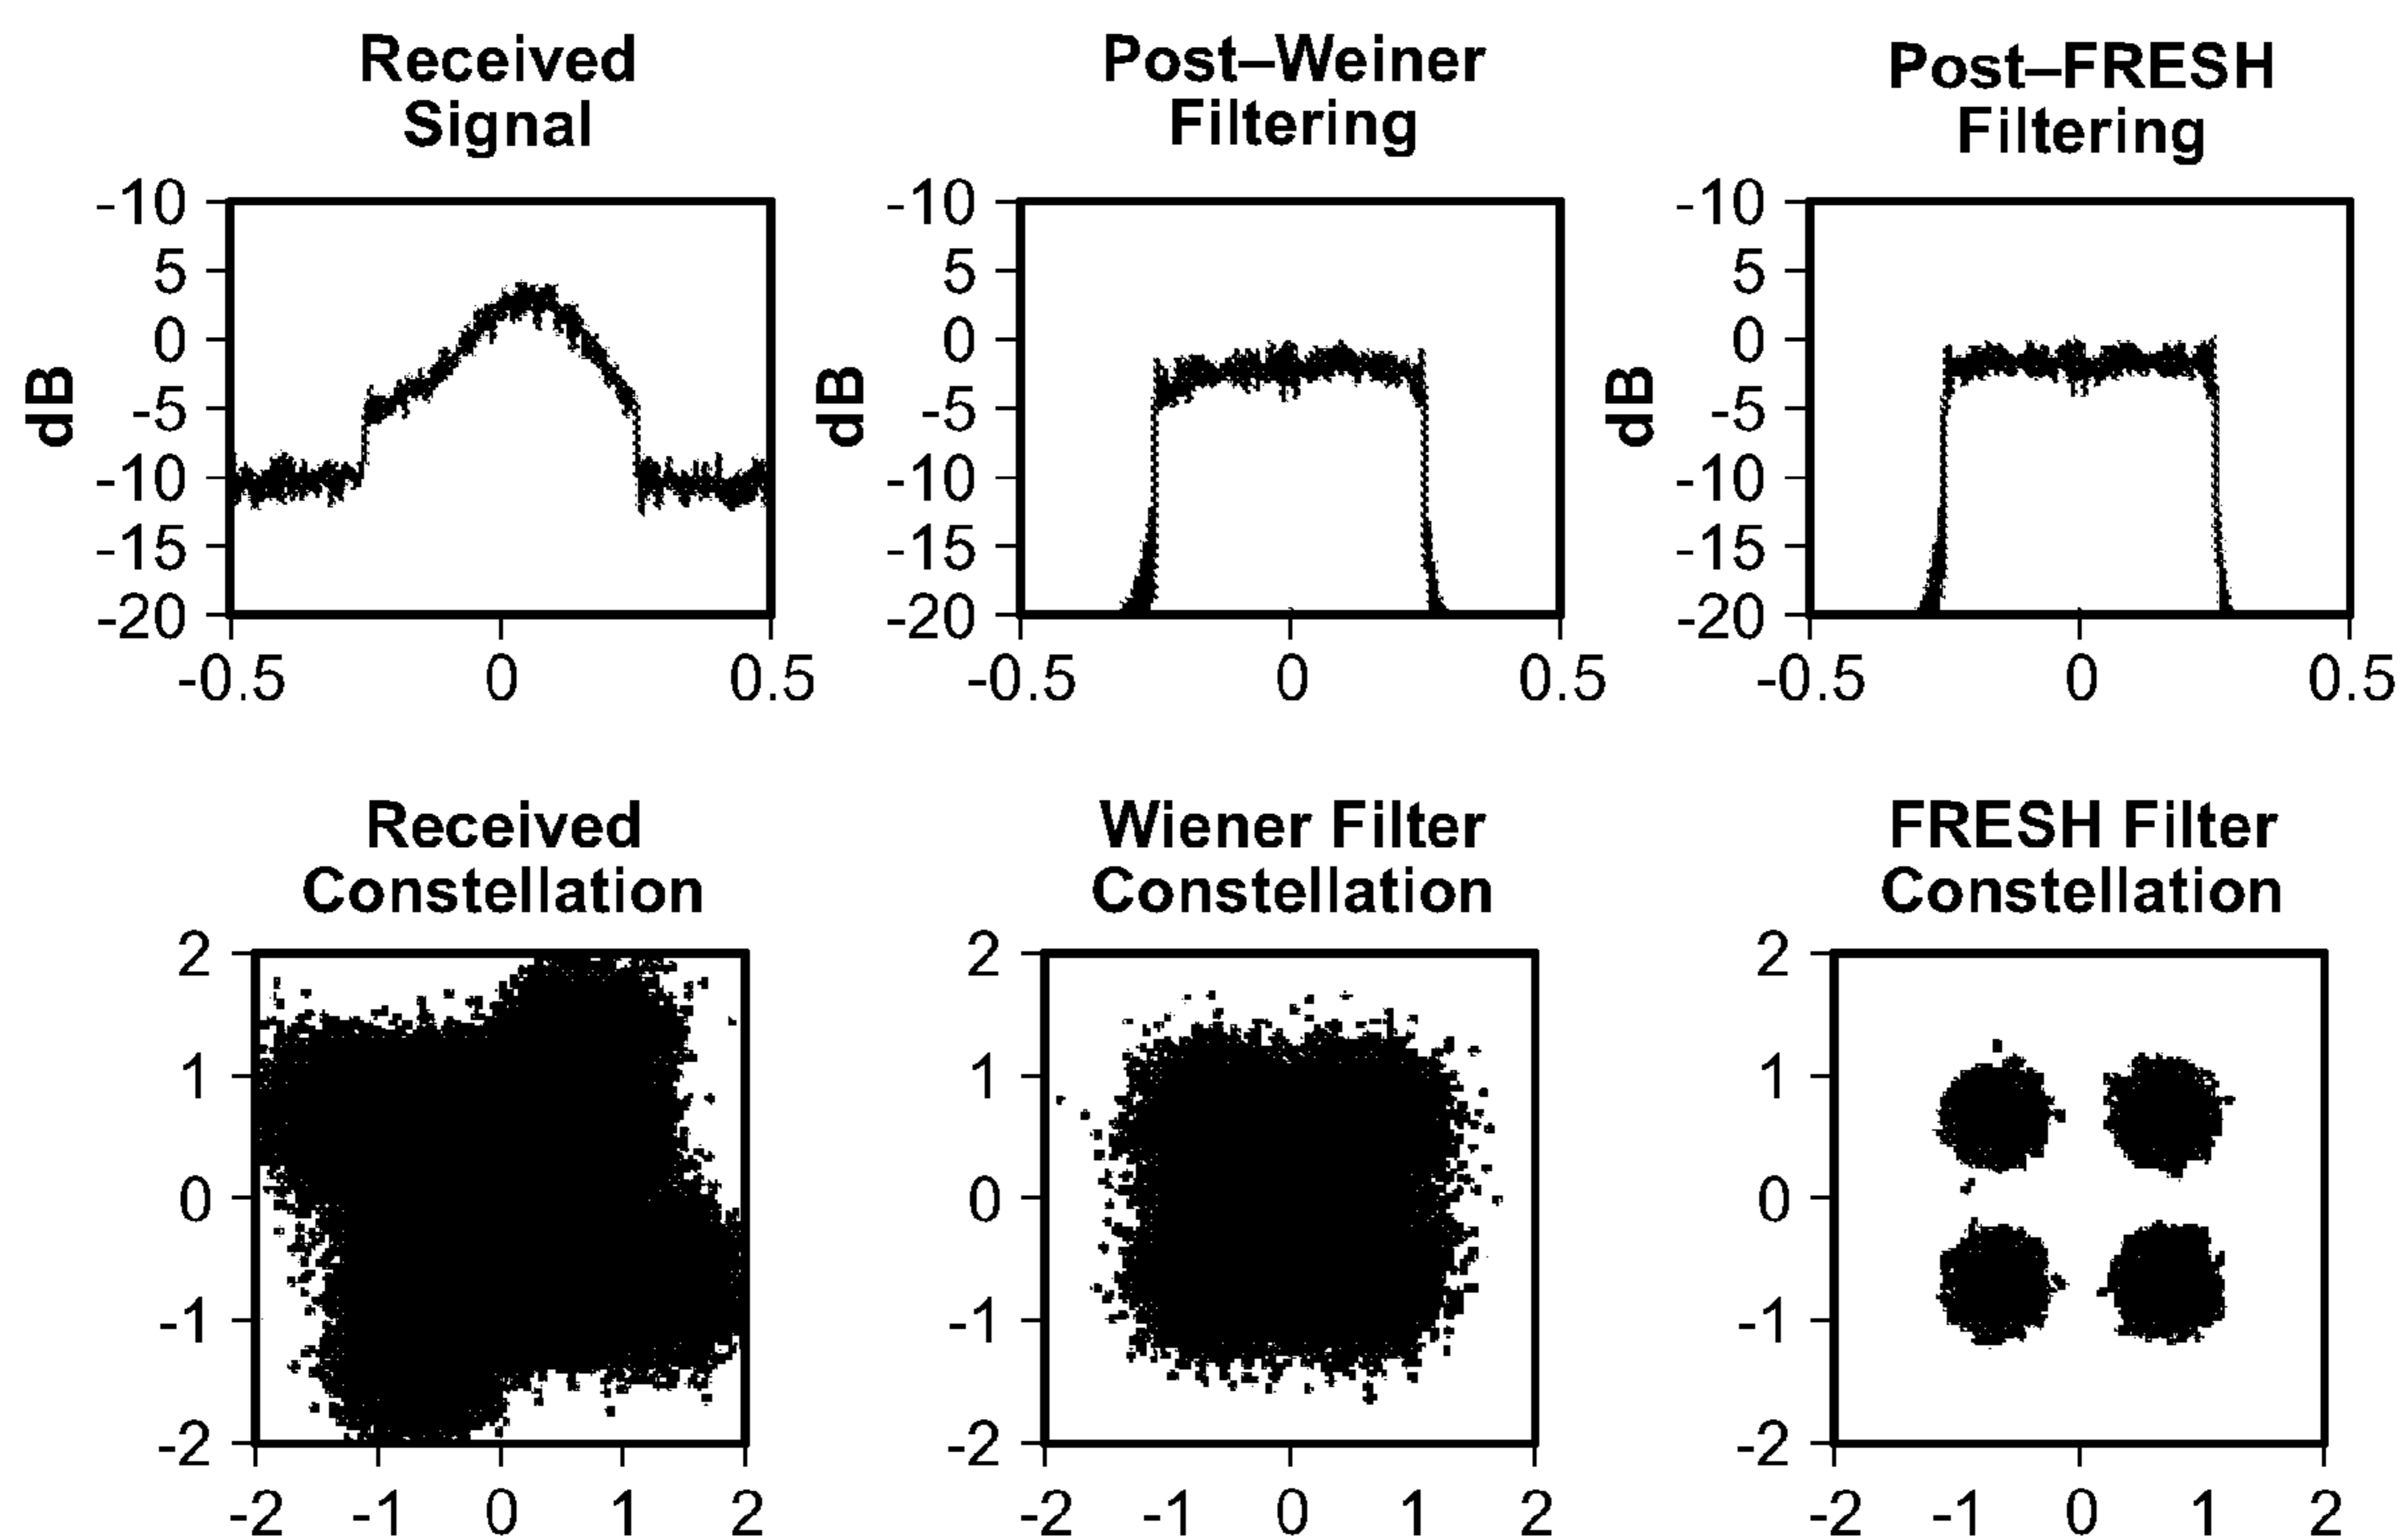 Received
Signal
Post–Weiner
Filtering
Post–FRESH
Filtering
dB
-10
5
0
-5
-10
-15
-20
-0.5 0 0.5
dB
-10
5
0
-5
-10
-15
-20
-0.5 0 0.5
dB
-10
5
0
-5
-10
-15
-20
-0.5 0 0.5
Received
Constellation
Wiener Filter
Constellation
FRESH Filter
Constellation
2
1
0
-1
-2
-2 -1 0 1 2
2
1
0
-1
-2
-2 -1 0 1 2
2
1
0
-1
-2
-2 -1 0 1 2